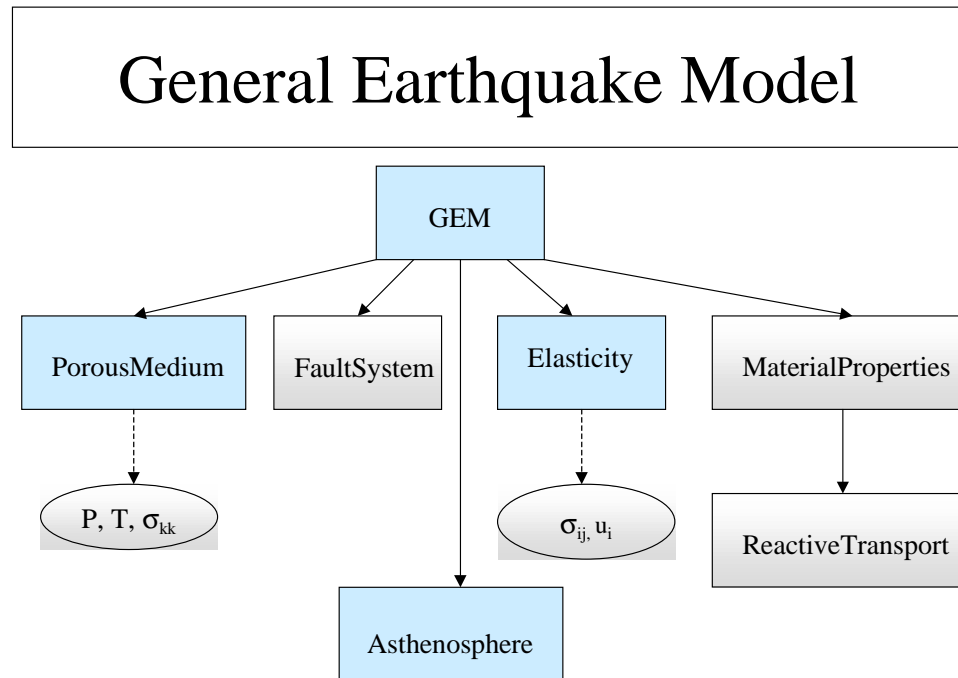 General Earthquake Model
GEM
PorousMedium
FaultSystem
Elasticity
MaterialProperties
P, T, σkk
σij, ui
ReactiveTransport
Asthenosphere